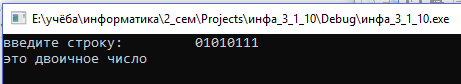 E:\учёба\информатика\2_сем\Projects\инфа_3_1_10\Debug\инфа_3_1_10.exe
введите строку: 01010111
это двоичное число